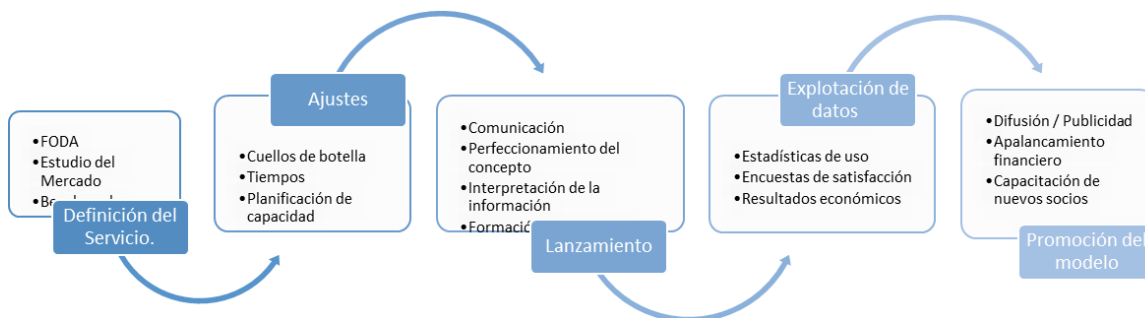 •FODA
•Estudio del
Mercado
Definición del
Servicio.
Ajustes
•Cuellos de botella
•Tiempos
•Planificación de
capacidad
•Comunicación
•Perfeccionamiento del
concepto
•Interpretación de la
información
Lanzamiento
Explotación de
datos
•Estadísticas de uso
•Encuestas de satisfacción
•Resultados económicos
•Difusión / Publicidad
•Apalancamiento
financiero
•Capacitación de
nuevos socios
Promoción del
modelo